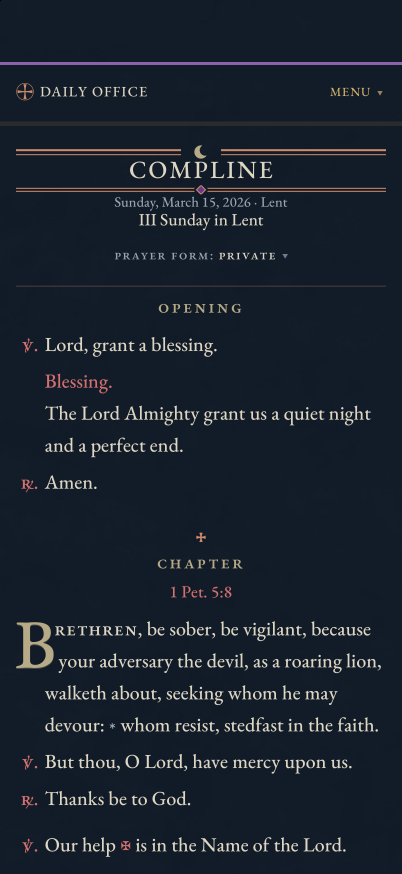 DAILY OFFICE
MENU ▾
COMPLINE
Sunday, March 15, 2026 · Lent
III Sunday in Lent
PRAYER FORM: PRIVATE ▾
OPENING
℣. Lord, grant a blessing.
Blessing.
The Lord Almighty grant us a quiet night
and a perfect end.
℟. Amen.
✠
CHAPTER
1 Pet. 5:8
BRETHREN, be sober, be vigilant, because
your adversary the devil, as a roaring lion,
walketh about, seeking whom he may
devour: * whom resist, stedfast in the faith.
℣. But thou, O Lord, have mercy upon us.
℟. Thanks be to God.
℣. Our help ✠ is in the Name of the Lord.